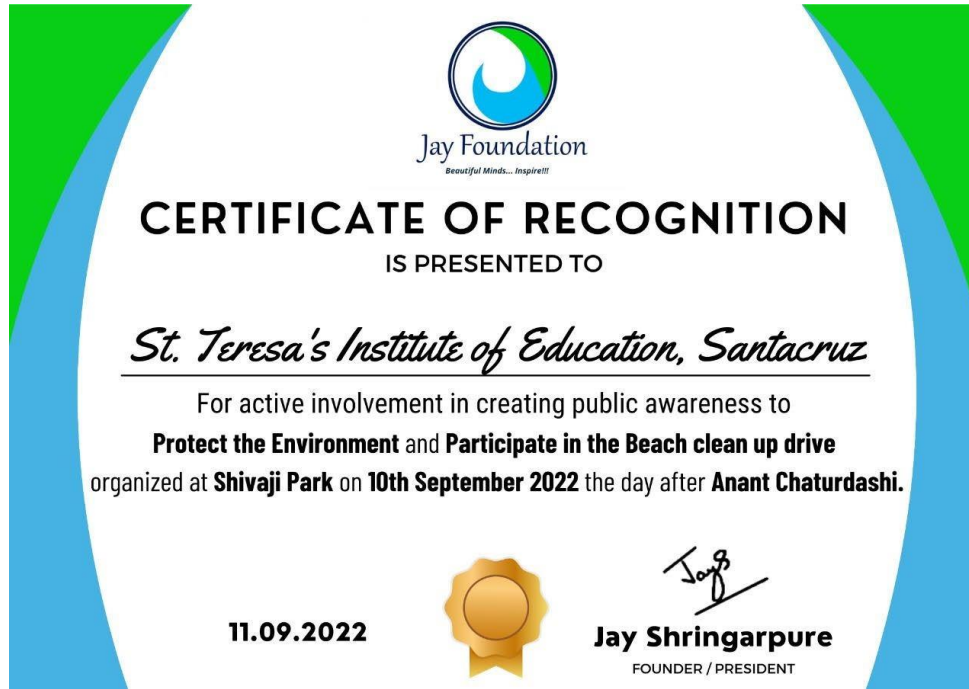 Jay Foundation
Beautiful Minds... Inspire!!!
CERTIFICATE OF RECOGNITION
IS PRESENTED TO
St. Teresa's Institute of Education, Santacruz
For active involvement in creating public awareness to
Protect the Environment and Participate in the Beach clean up drive
organized at Shivaji Park on 10th September 2022 the day after Anant Chaturdashi.
JayS
11.09.2022
Jay Shringarpure
FOUNDER / PRESIDENT